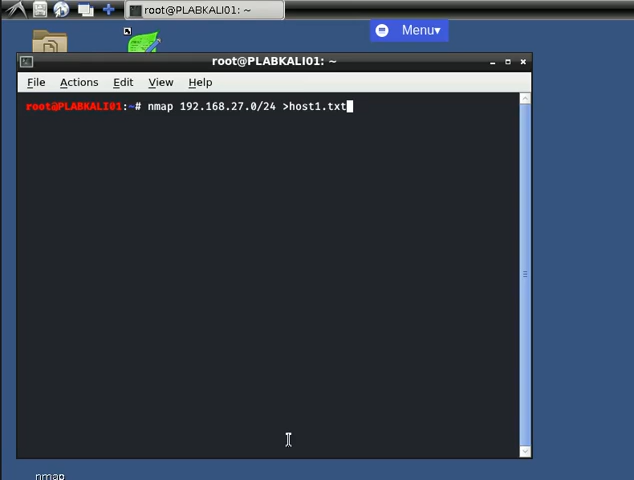 root@PLABKALI01: ~
Menu▾
root@PLABKALI01: ~
File Actions Edit View Help
root@PLABKALI01:~# nmap 192.168.27.0/24 >host1.txt
nmap